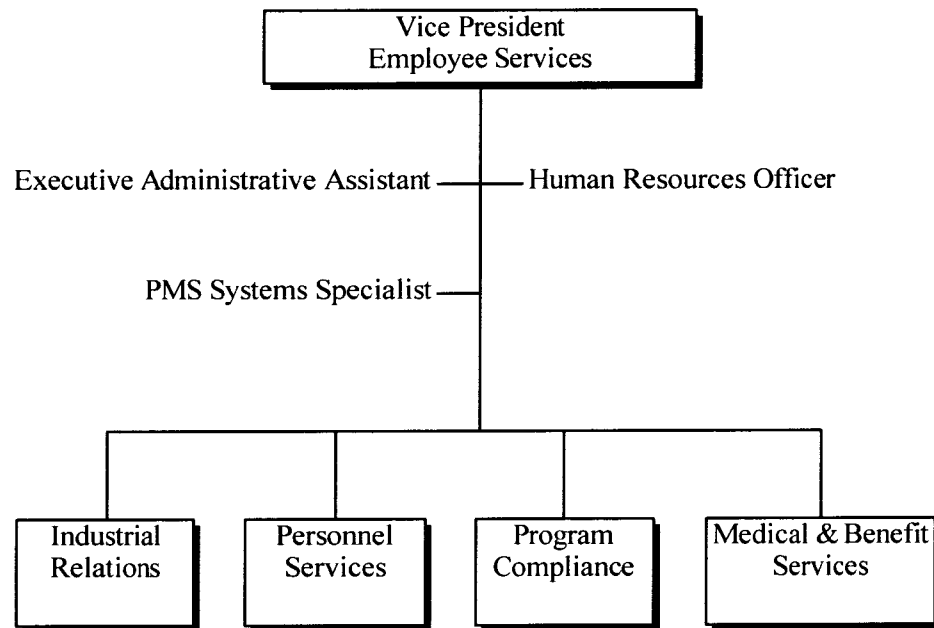 Vice President
Employee Services
Executive Administrative Assistant
Human Resources Officer
PMS Systems Specialist
Industrial
Relations
Personnel
Services
Program
Compliance
Medical & Benefit
Services